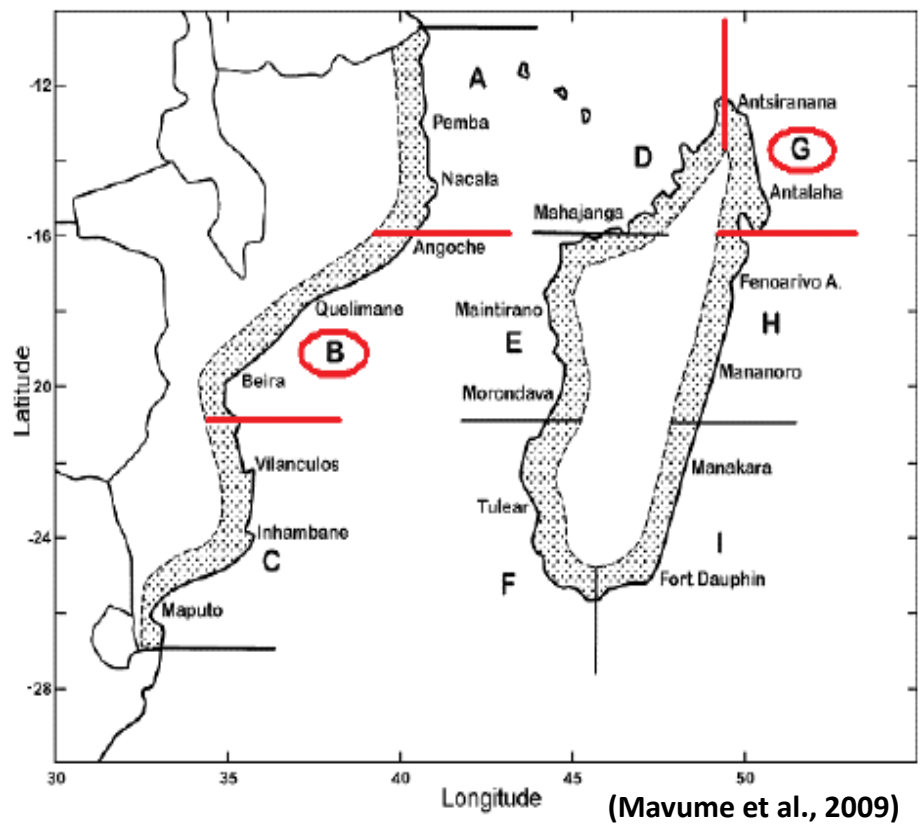 -12
A
Antsiranana
Pemba
D
G
Nacala
Antalaha
Mahajanga
-16
Angoche
Fenoarivo A.
Quelimane
Maintirano
H
B
E
Latitude
20
Beira
Morondava
Mananoro
Vilanculos
Manakara
Tulear
-24
Inhambane
C
I
F
Fort Dauphin
Maputo
-28
30
35
40
45
50
Longitude
(Mavume et al., 2009)